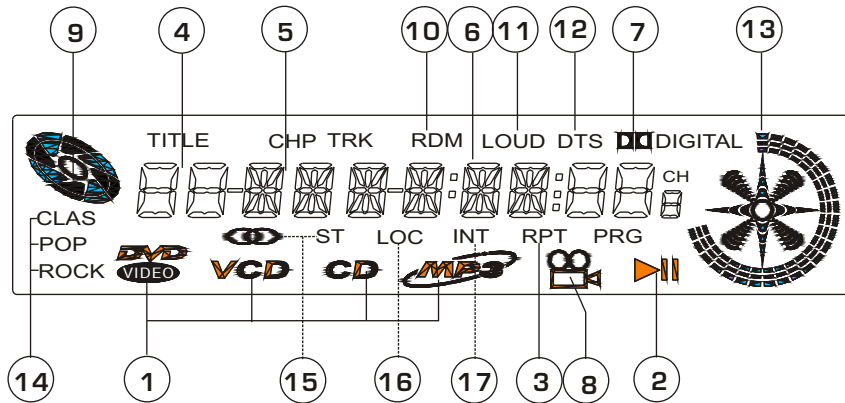 9 4 5 10 6 11 12 7 13
TITLE CHP TRK RDM LOUD DTS DIGITAL
CH
CLAS
ST LOC INT RPT PRG
POP
DVD
ROCK VIDEO VCD CD MP3
14 1 15 16 17 3 8 2